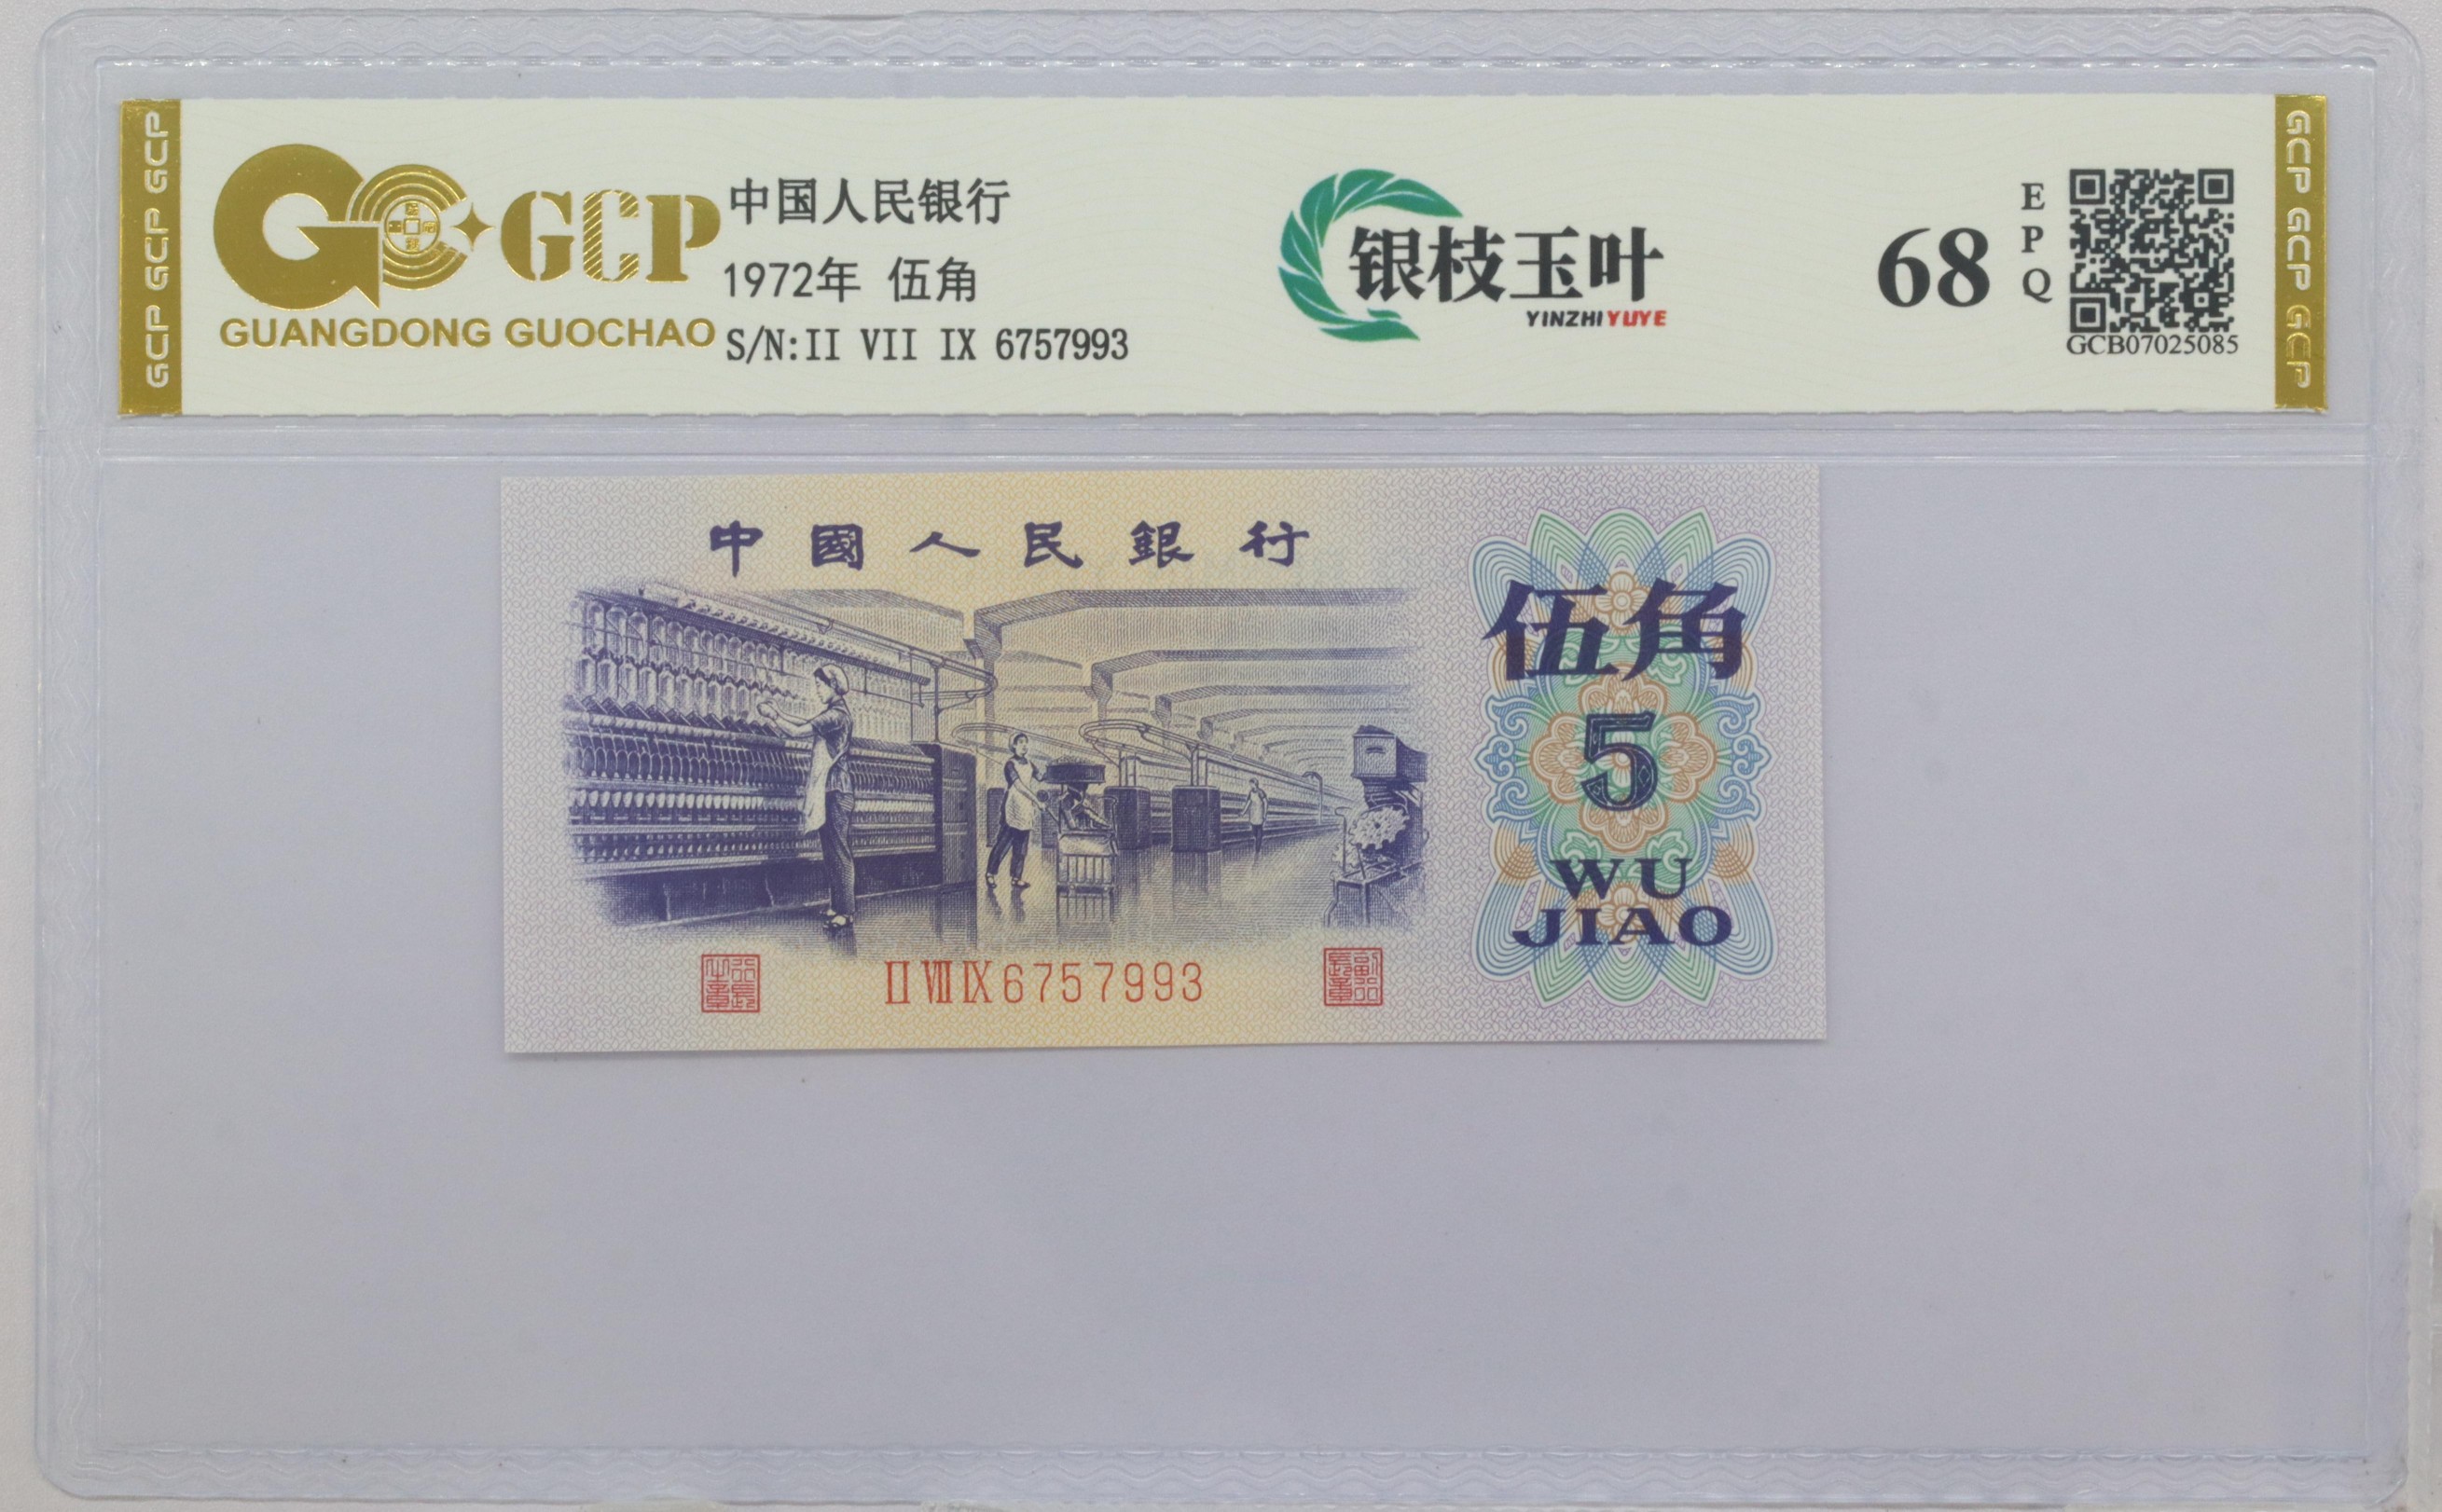 GCP GCP GCP
GCP
GUANGDONG GUOCHAO
中国人民银行
1972年 伍角
S/N:II VII IX 6757993
银枝玉叶
YINZHIYUYE
68
EPQ
GCB07025085
GCP GCP GCP
中國人民銀行
伍角
5
WU
JIAO
II VII IX 6757993